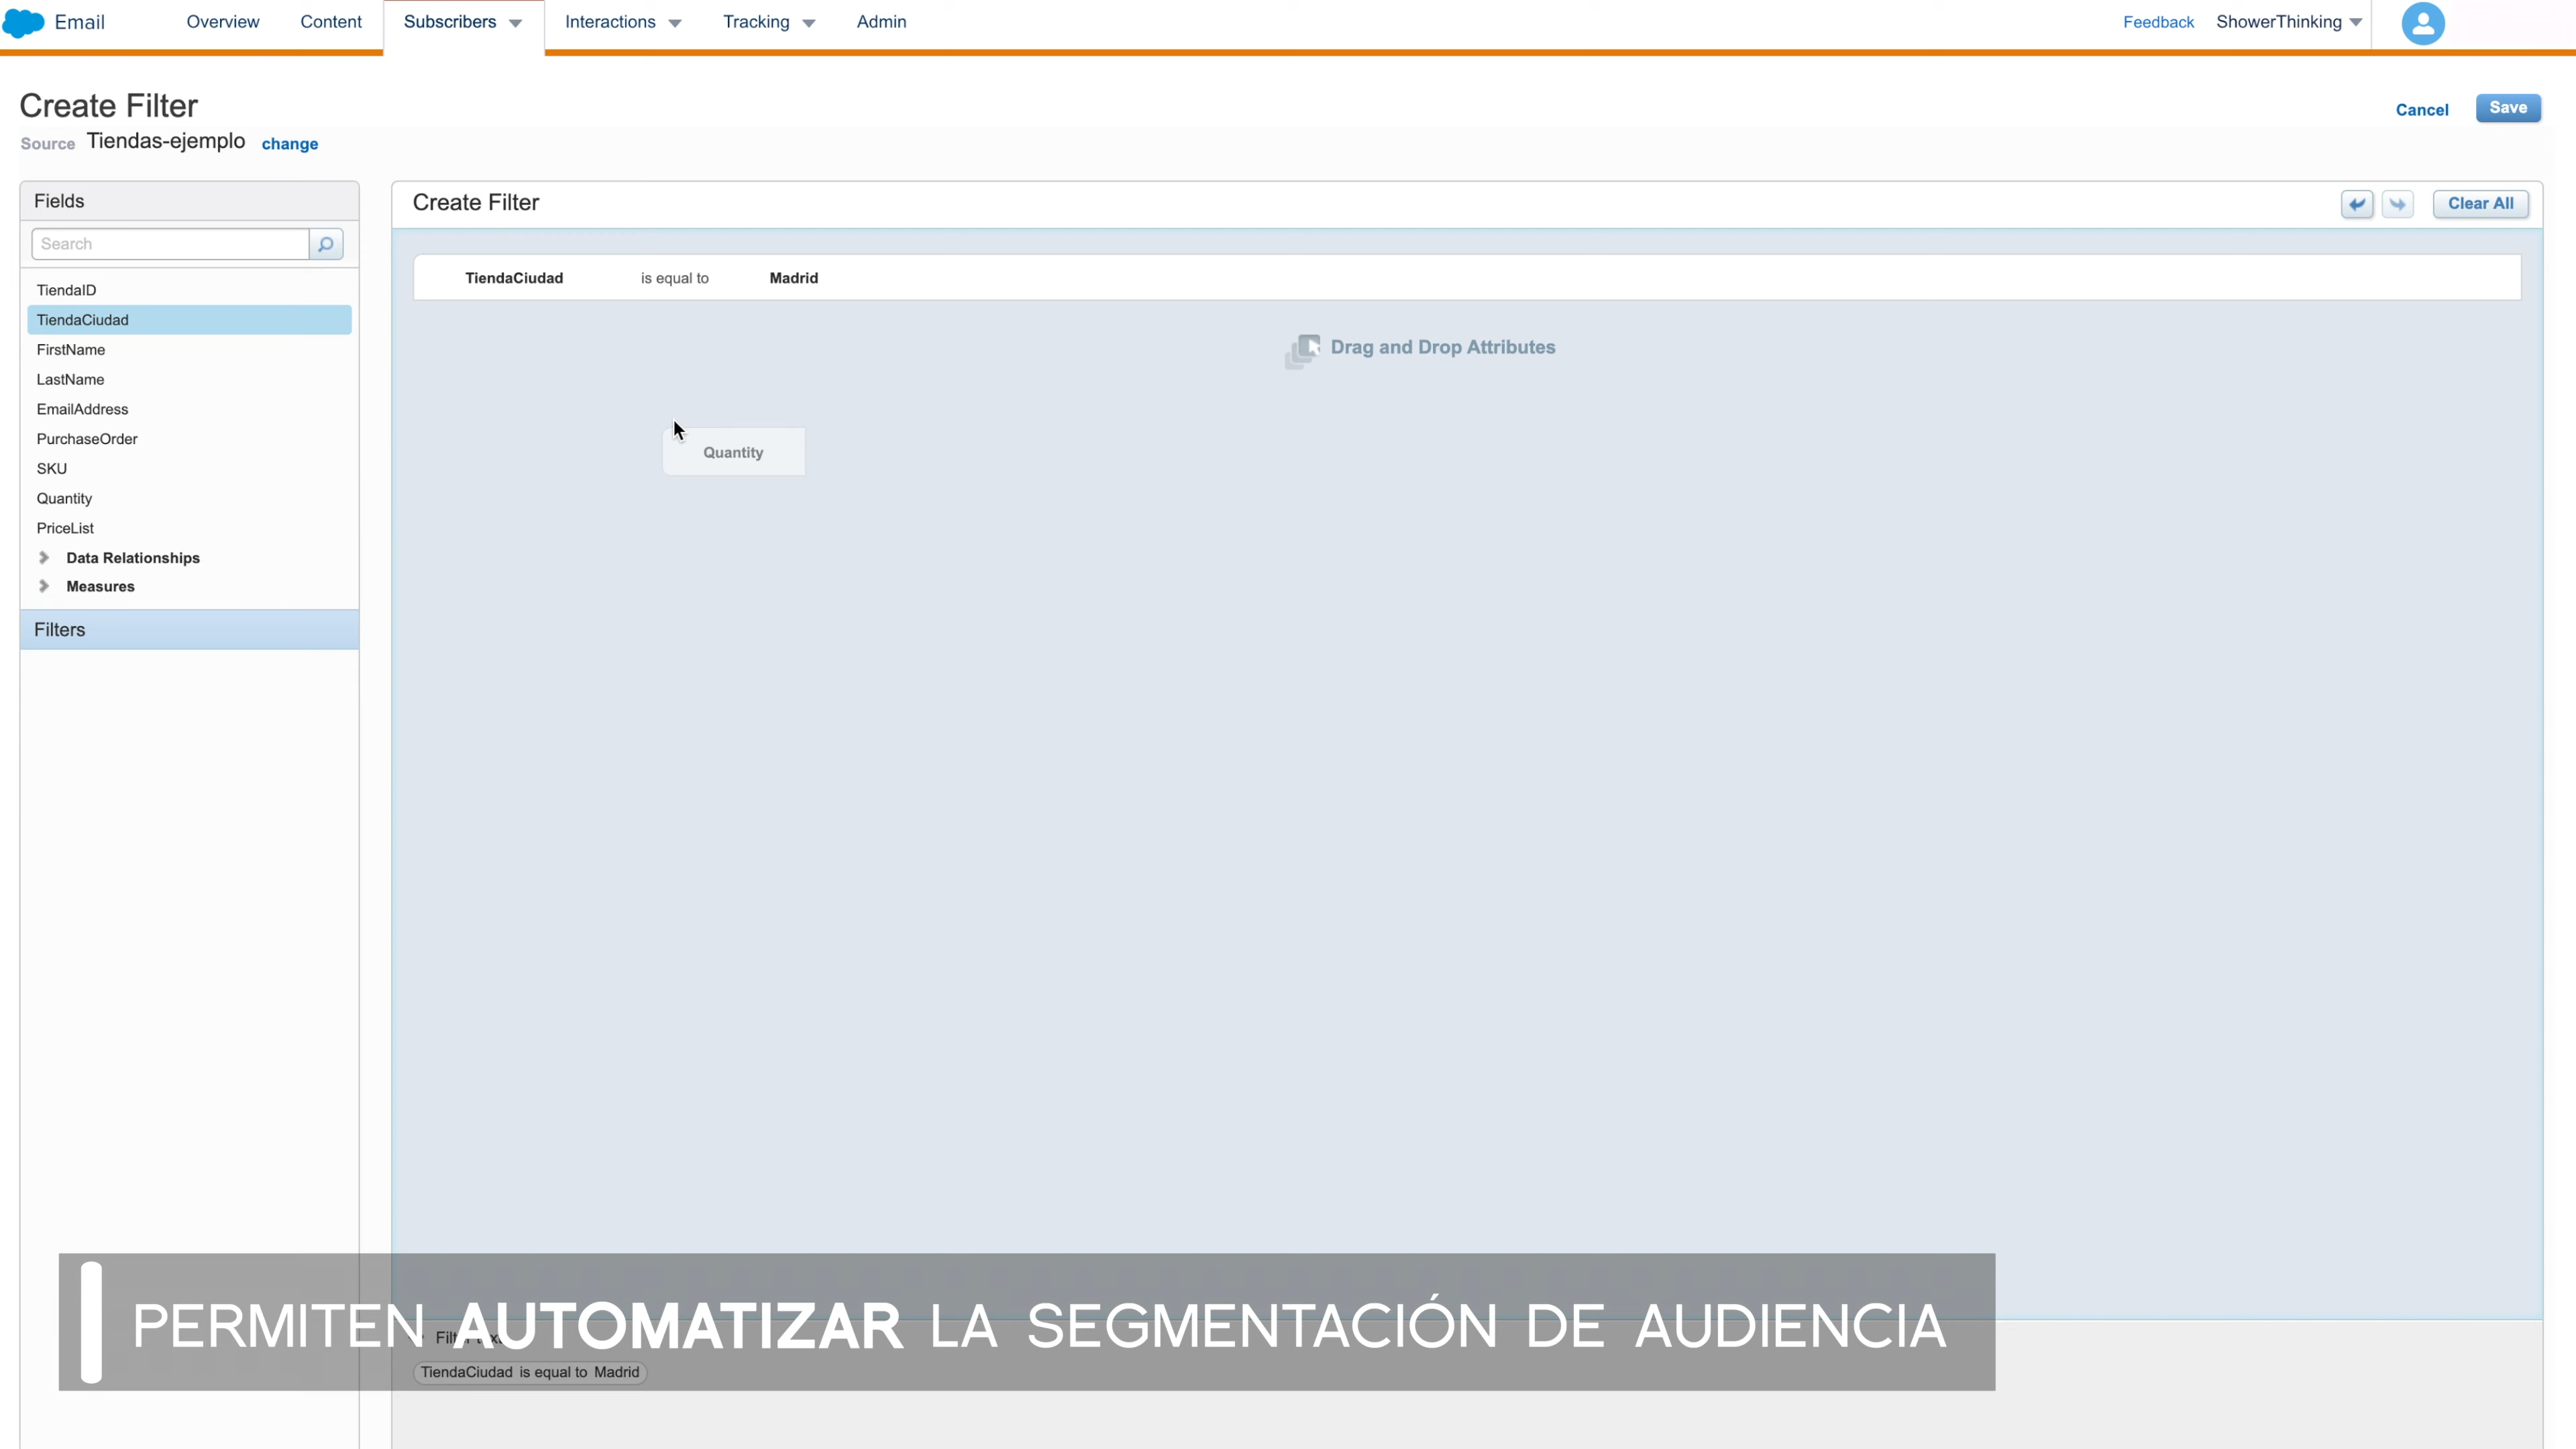 Email
Overview
Content
Subscribers
Interactions
Tracking
Admin
Feedback
ShowerThinking
Create Filter
Cancel
Save
Source Tiendas-ejemplo change
Fields
Search
TiendaID
TiendaCiudad
FirstName
LastName
EmailAddress
PurchaseOrder
SKU
Quantity
PriceList
Data Relationships
Measures
Filters
Create Filter
Clear All
TiendaCiudad is equal to Madrid
Drag and Drop Attributes
Quantity
PERMITEN AUTOMATIZAR LA SEGMENTACIÓN DE AUDIENCIA
Filter text
TiendaCiudad is equal to Madrid